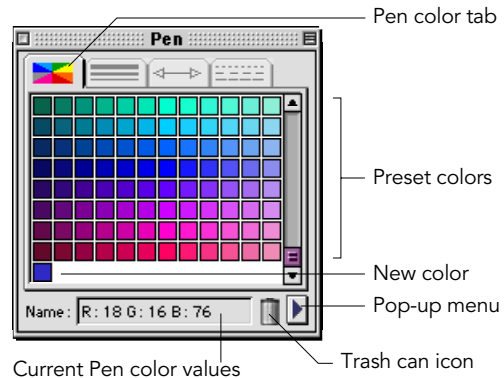 Pen color tab
Pen
Preset colors
New color
Name: R: 18 G: 16 B: 76
Pop-up menu
Trash can icon
Current Pen color values